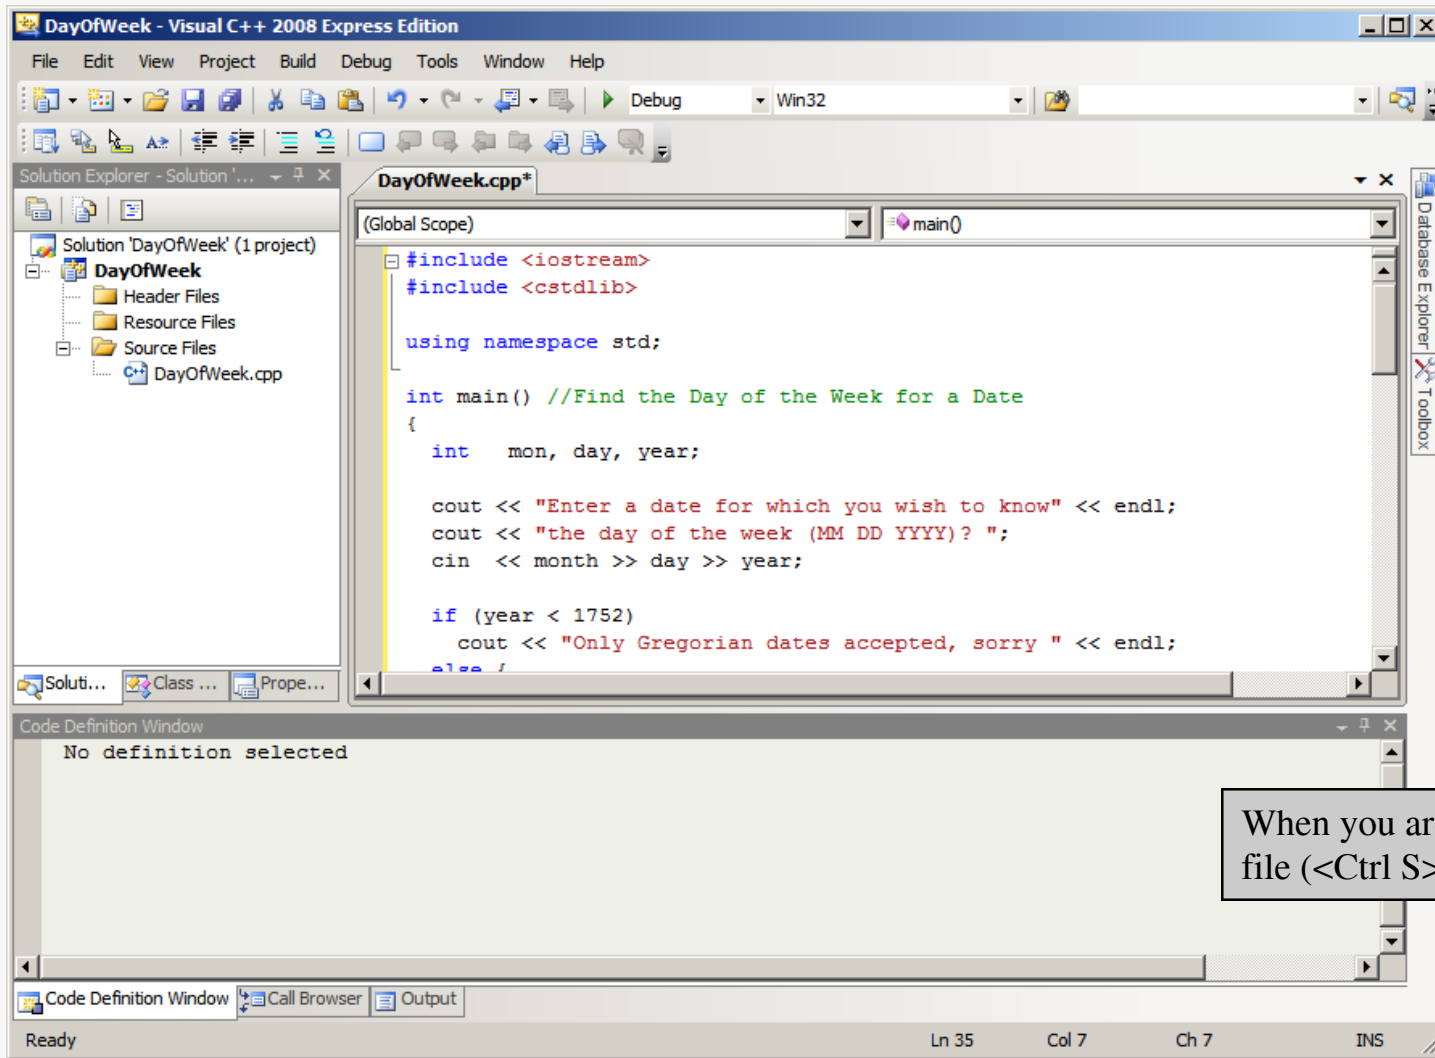 DayOfWeek - Visual C++ 2008 Express Edition
File Edit View Project Build Debug Tools Window Help
Debug Win32
Solution Explorer - Solution '...
DayOfWeek.cpp*
(Global Scope) main()
Solution 'DayOfWeek' (1 project)
DayOfWeek
Header Files
Resource Files
Source Files
DayOfWeek.cpp
#include <iostream>
#include <cstdlib>
using namespace std;
int main() //Find the Day of the Week for a Date
{
int mon, day, year;
cout << "Enter a date for which you wish to know" << endl;
cout << "the day of the week (MM DD YYYY)? ";
cin << month >> day >> year;
if (year < 1752)
cout << "Only Gregorian dates accepted, sorry " << endl;
else {
Database Explorer
Toolbox
Soluti... Class ... Prope...
Code Definition Window
No definition selected
When you ar
file (<Ctrl S>
Code Definition Window Call Browser Output
Ready Ln 35 Col 7 Ch 7 INS